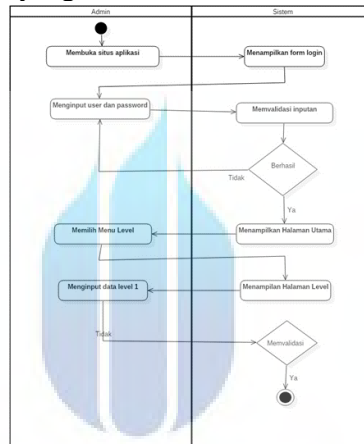 Admin
Sistem
Membuka situs aplikasi
Menampilkan form login
Menginput user dan password
Memvalidasi inputan
Berhasil
Tidak
Ya
Memilih Menu Level
Menampilkan Halaman Utama
Menginput data level 1
Menampilan Halaman Level
Tidak
Memvalidasi
Ya